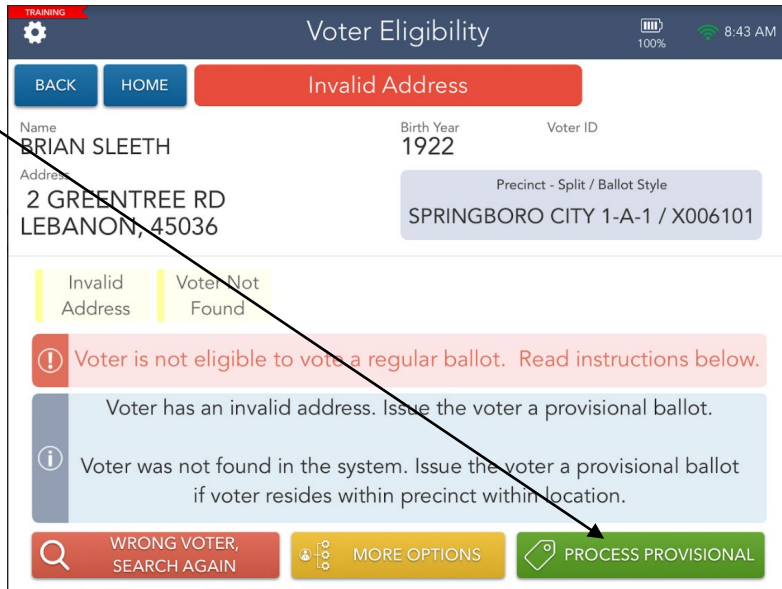 TRAINING
Voter Eligibility
100%
8:43 AM
BACK
HOME
Invalid Address
Name
BRIAN SLEETH
Birth Year
1922
Voter ID
Address
2 GREENTREE RD
LEBANON, 45036
Precinct - Split / Ballot Style
SPRINGBORO CITY 1-A-1 / X006101
Invalid
Address
Voter Not
Found
Voter is not eligible to vote a regular ballot. Read instructions below.
Voter has an invalid address. Issue the voter a provisional ballot.
Voter was not found in the system. Issue the voter a provisional ballot
if voter resides within precinct within location.
WRONG VOTER,
SEARCH AGAIN
MORE OPTIONS
PROCESS PROVISIONAL